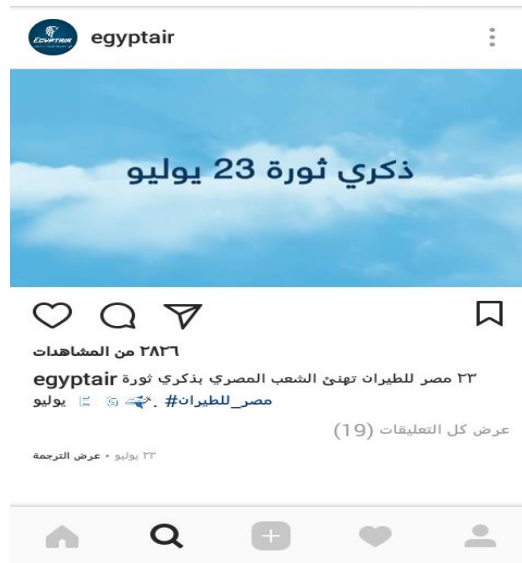 egyptair
ذكري ثورة 23 يوليو
٢٨٢٦ من المشاهدات
egyptair مصر للطيران تهنئ الشعب المصري بذكري ثورة ٢٣
يوليو 🇪🇬 . #مصر_للطيران
عرض كل التعليقات (19)
٢٣ يوليو • عرض الترجمة